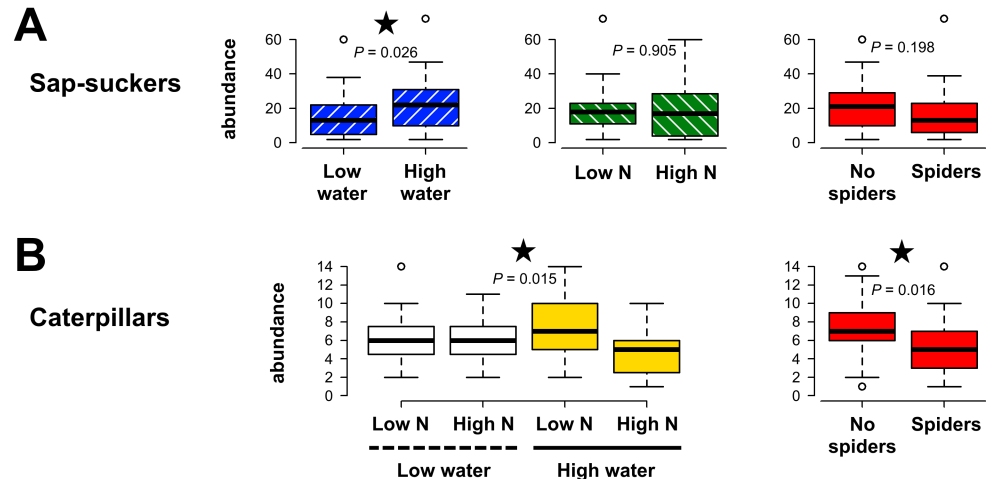 A
Sap-suckers
abundance
60
40
20
0
P = 0.026
Low water
High water
60
40
20
0
P = 0.905
Low N
High N
60
40
20
0
P = 0.198
No spiders
Spiders
B
Caterpillars
abundance
14
12
10
8
6
4
2
0
P = 0.015
Low N
High N
Low N
High N
Low water
High water
14
12
10
8
6
4
2
0
P = 0.016
No spiders
Spiders